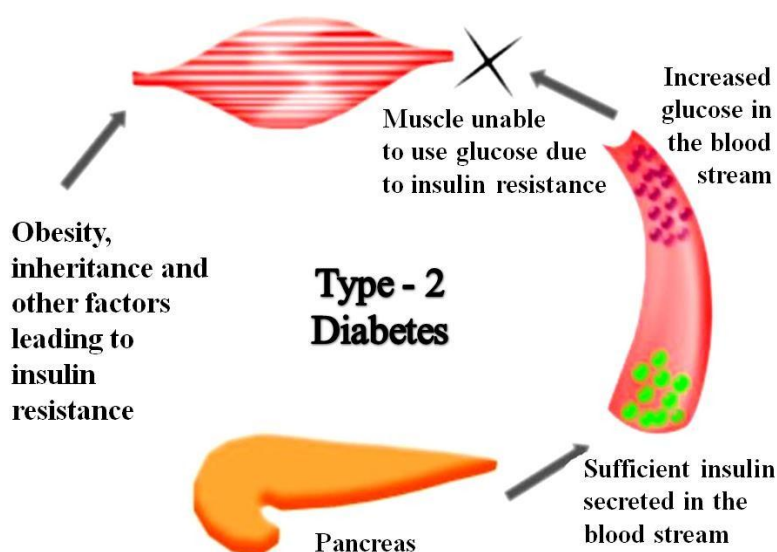 Increased
glucose in
the blood
stream
Muscle unable
to use glucose due
to insulin resistance
Obesity,
inheritance and
other factors
leading to
insulin
resistance
Type - 2
Diabetes
Sufficient insulin
secreted in the
blood stream
Pancreas